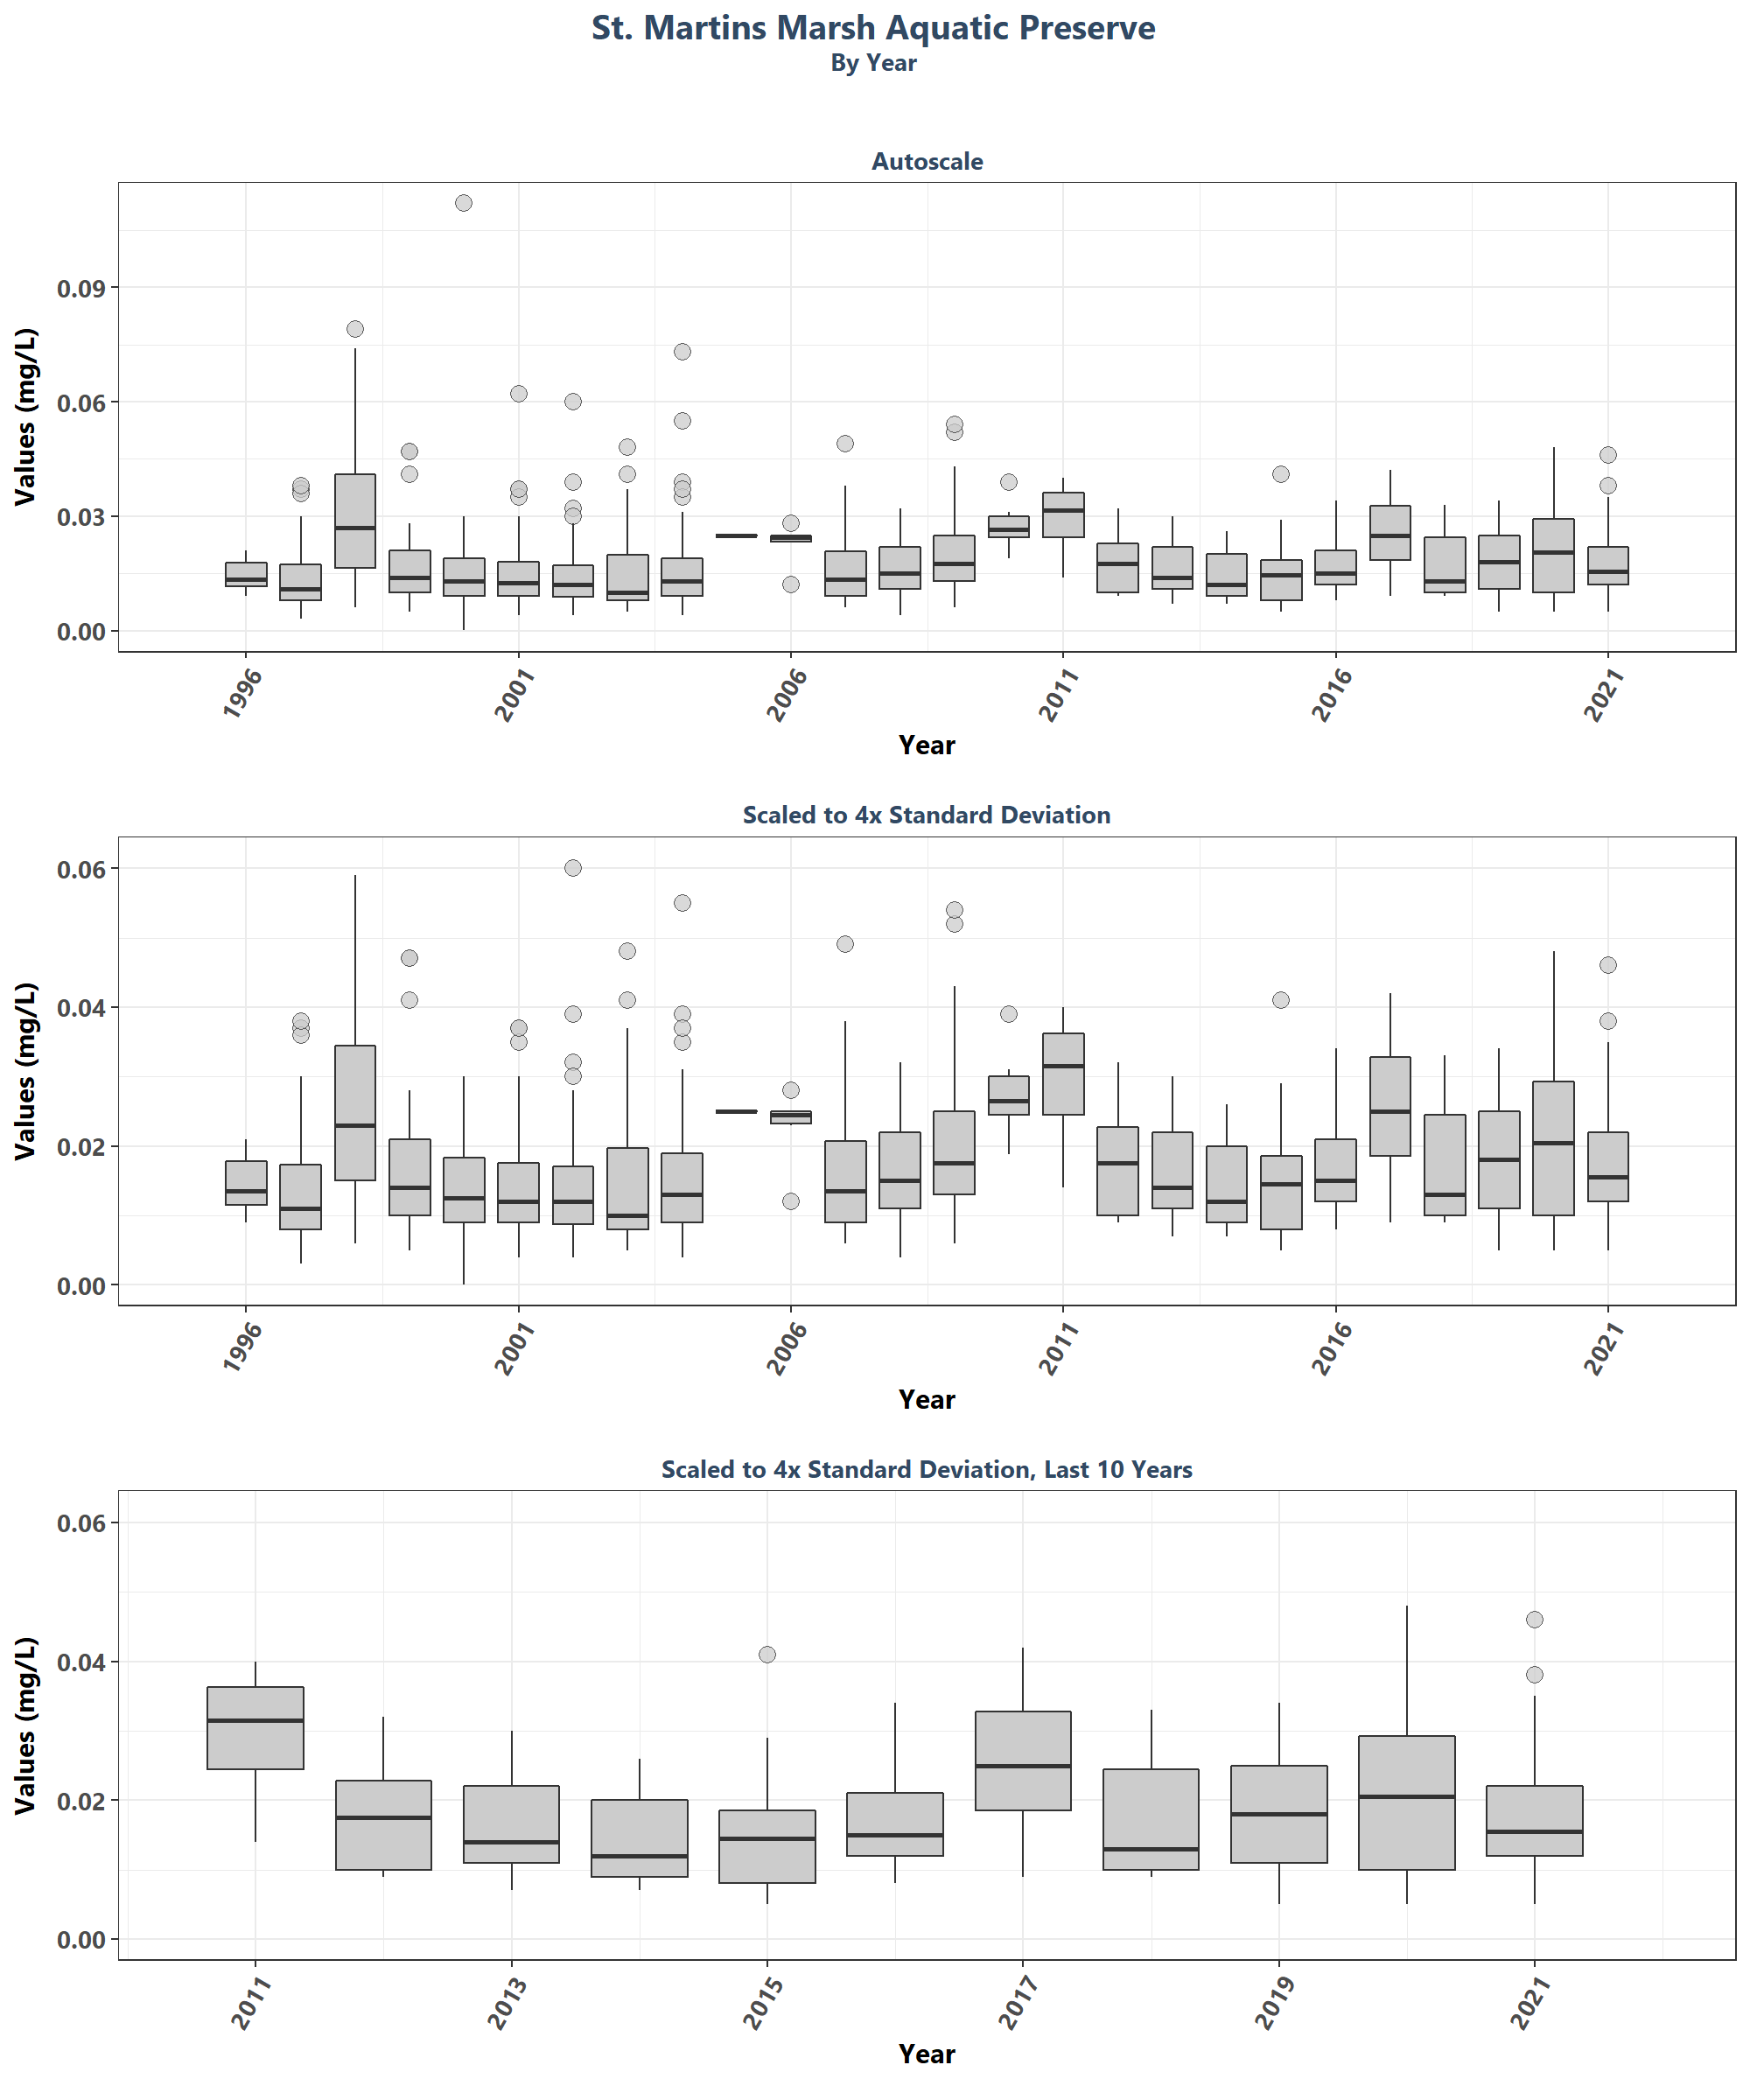 St. Martins Marsh Aquatic Preserve
By Year
Autoscale
Values (mg/L)
0.09
0.06
0.03
0.00
1996 2001 2006 2011 2016 2021
Year
Scaled to 4x Standard Deviation
Values (mg/L)
0.06
0.04
0.02
0.00
1996 2001 2006 2011 2016 2021
Year
Scaled to 4x Standard Deviation, Last 10 Years
Values (mg/L)
0.06
0.04
0.02
0.00
2011 2013 2015 2017 2019 2021
Year